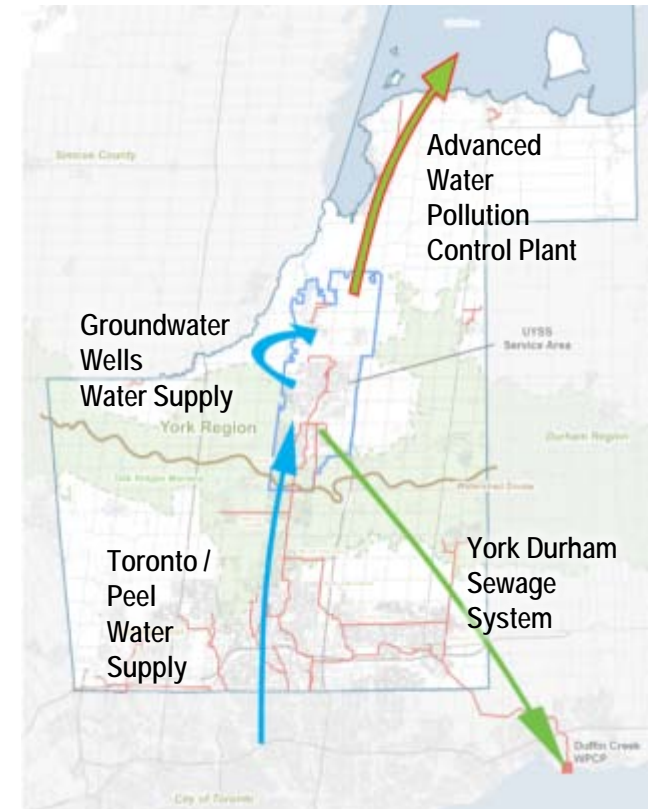 Simcoe County
Advanced
Water
Pollution
Control Plant
Groundwater
Wells
Water Supply
UYSS
Service Area
York Region
Durham Region
Toronto /
Peel
Water
Supply
York Durham
Sewage
System
Duffin Creek
WPCP
City of Toronto